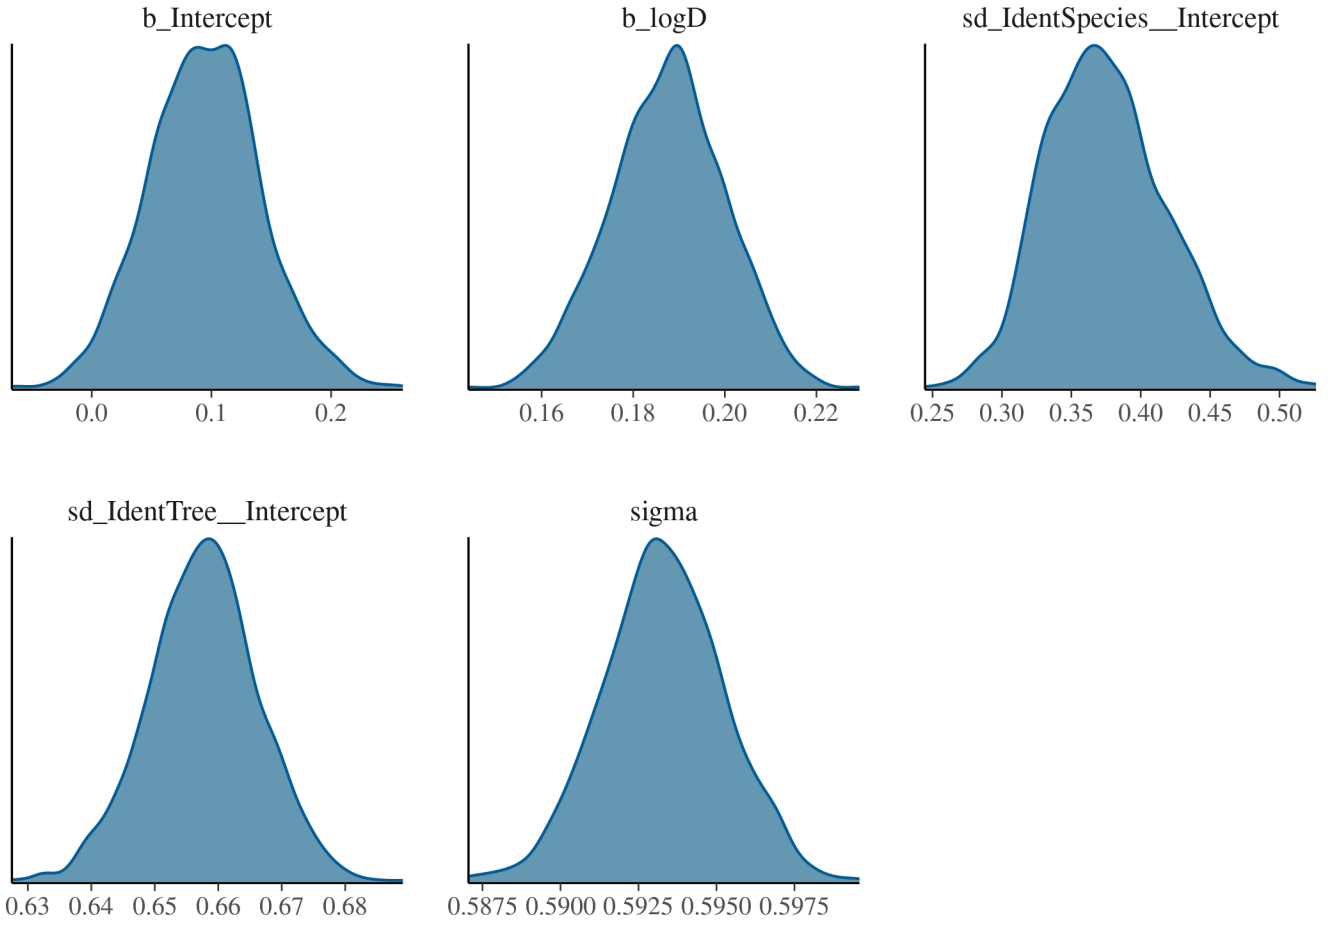 b_Intercept b_logD sd_IdentSpecies__Intercept
0.0 0.1 0.2 0.16 0.18 0.20 0.22 0.25 0.30 0.35 0.40 0.45 0.50
sd_IdentTree__Intercept sigma
0.63 0.64 0.65 0.66 0.67 0.68 0.5875 0.5900 0.5925 0.5950 0.5975